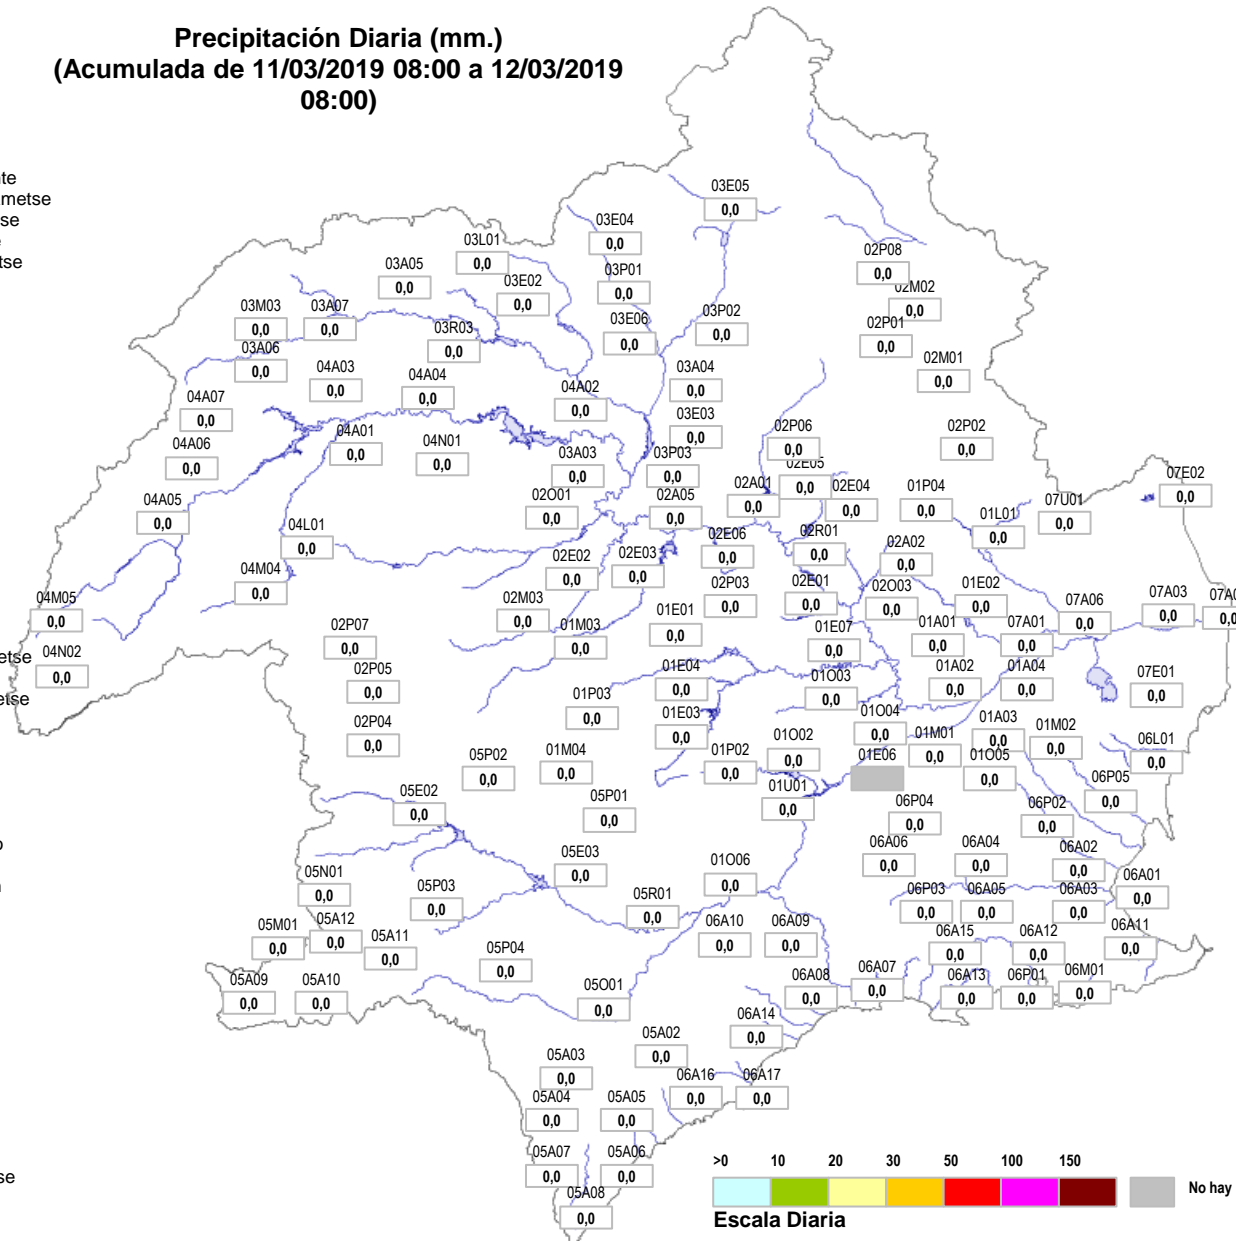 Precipitación Diaria (mm.)
(Acumulada de 11/03/2019 08:00 a 12/03/2019
08:00)
te
metse
se
e
tse
03E05
0,0
03E04
0,0
03L01
0,0
02P08
0,0
03A05
0,0
03P01
0,0
03E02
0,0
02M02
0,0
03M03
0,0
03A07
0,0
03P02
0,0
03E06
0,0
02P01
0,0
03R03
0,0
03A06
0,0
04A03
0,0
04A04
0,0
03A04
0,0
02M01
0,0
04A02
0,0
04A07
0,0
03E03
0,0
04A01
0,0
02P06
0,0
02P02
0,0
04A06
0,0
04N01
0,0
03A03
0,0
03P03
0,0
02E05
0,0
07E02
0,0
02A01
0,0
02E04
0,0
01P04
0,0
04A05
0,0
02O01
0,0
02A05
0,0
07U01
0,0
01L01
0,0
04L01
0,0
02E06
0,0
02R01
0,0
02A02
0,0
02E02
0,0
02E03
0,0
04M04
0,0
02P03
0,0
02E01
0,0
02O03
0,0
01E02
0,0
04M05
0,0
02M03
0,0
01E01
0,0
07A06
0,0
07A03
0,0
07A0
0,0
02P07
0,0
01M03
0,0
01E07
0,0
01A01
0,0
07A01
0,0
etse
04N02
0,0
02P05
0,0
01E04
0,0
01O03
0,0
01A02
0,0
01A04
0,0
07E01
0,0
etse
01P03
0,0
01E03
0,0
01O04
0,0
01A03
0,0
01M02
0,0
02P04
0,0
01O02
0,0
01M01
0,0
06L01
0,0
05P02
0,0
01M04
0,0
01P02
0,0
01E06
01O05
0,0
06P05
0,0
05E02
0,0
05P01
0,0
01U01
0,0
06P04
0,0
06P02
0,0
o
05E03
0,0
01O06
0,0
06A06
0,0
06A04
0,0
06A02
0,0
05N01
0,0
05P03
0,0
05R01
0,0
06P03
0,0
06A05
0,0
06A03
0,0
06A01
0,0
05M01
0,0
05A12
0,0
05A11
0,0
06A10
0,0
06A09
0,0
06A15
0,0
06A12
0,0
06A11
0,0
05P04
0,0
05A09
0,0
05A10
0,0
05O01
0,0
06A08
0,0
06A07
0,0
06A13
0,0
06P01
0,0
06M01
0,0
06A14
0,0
05A02
0,0
05A03
0,0
06A16
0,0
06A17
0,0
05A04
0,0
05A05
0,0
05A07
0,0
05A06
0,0
se
05A08
0,0
>0 10 20 30 50 100 150
No hay
Escala Diaria